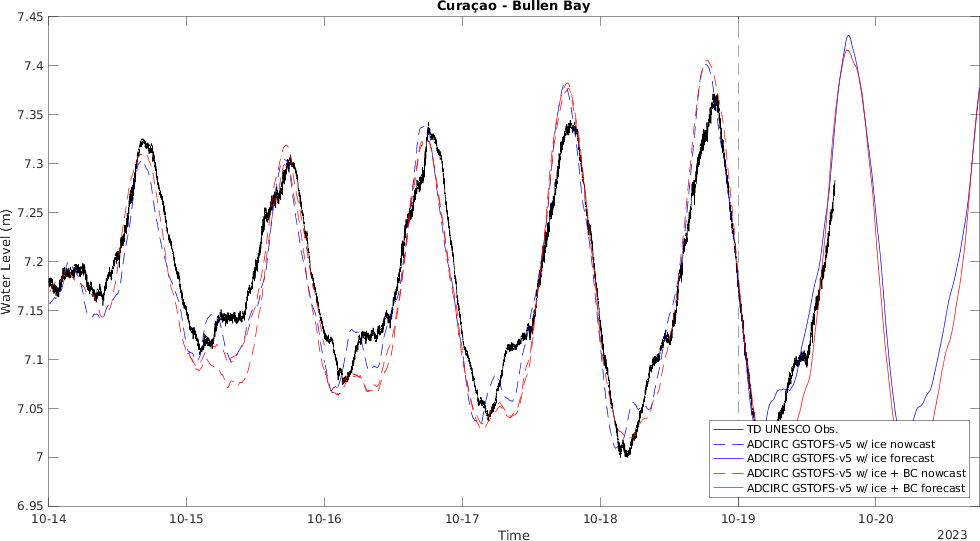 Curaçao - Bullen Bay
7.45
7.4
7.35
7.3
7.25
7.2
7.15
7.1
7.05
7
6.95
Water Level (m)
TD UNESCO Obs.
ADCIRC GSTOFS-v5 w/ ice nowcast
ADCIRC GSTOFS-v5 w/ ice forecast
ADCIRC GSTOFS-v5 w/ ice + BC nowcast
ADCIRC GSTOFS-v5 w/ ice + BC forecast
10-14 10-15 10-16 10-17 10-18 10-19 10-20
Time
2023